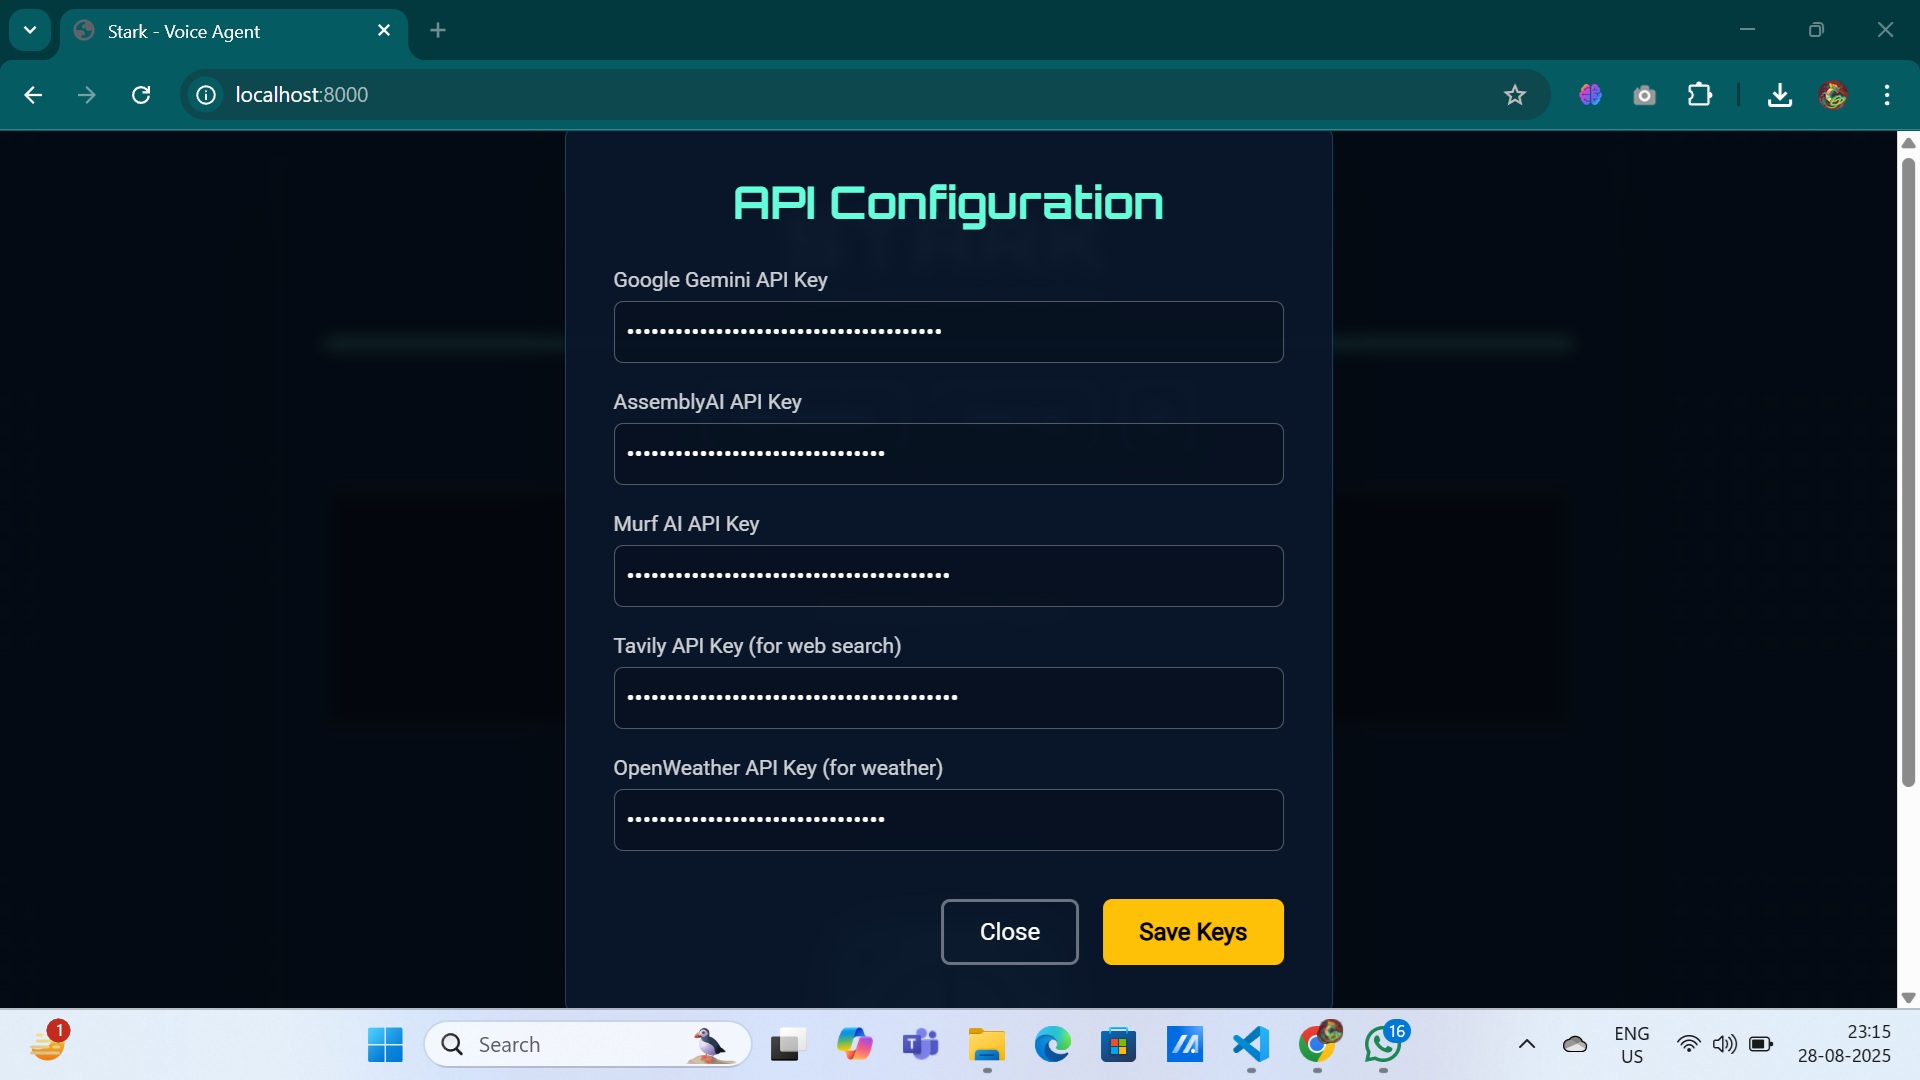 Stark - Voice Agent
localhost:8000
API Configuration
Google Gemini API Key
•••••••••••••••••••••••••••••••••••••••
AssemblyAI API Key
••••••••••••••••••••••••••••••••
Murf AI API Key
••••••••••••••••••••••••••••••••••••••••
Tavily API Key (for web search)
•••••••••••••••••••••••••••••••••••••••••
OpenWeather API Key (for weather)
••••••••••••••••••••••••••••••••
Close
Save Keys
1
Search
16
ENG
US
23:15
28-08-2025